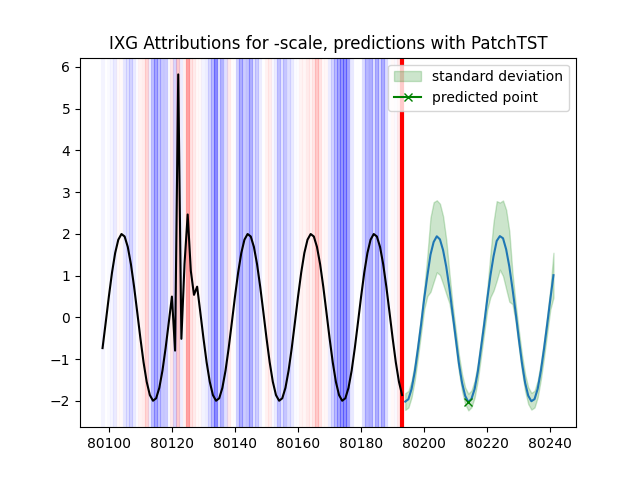 IXG Attributions for -scale, predictions with PatchTST
standard deviation
predicted point
6
5
4
3
2
1
0
−1
−2
80100 80120 80140 80160 80180 80200 80220 80240